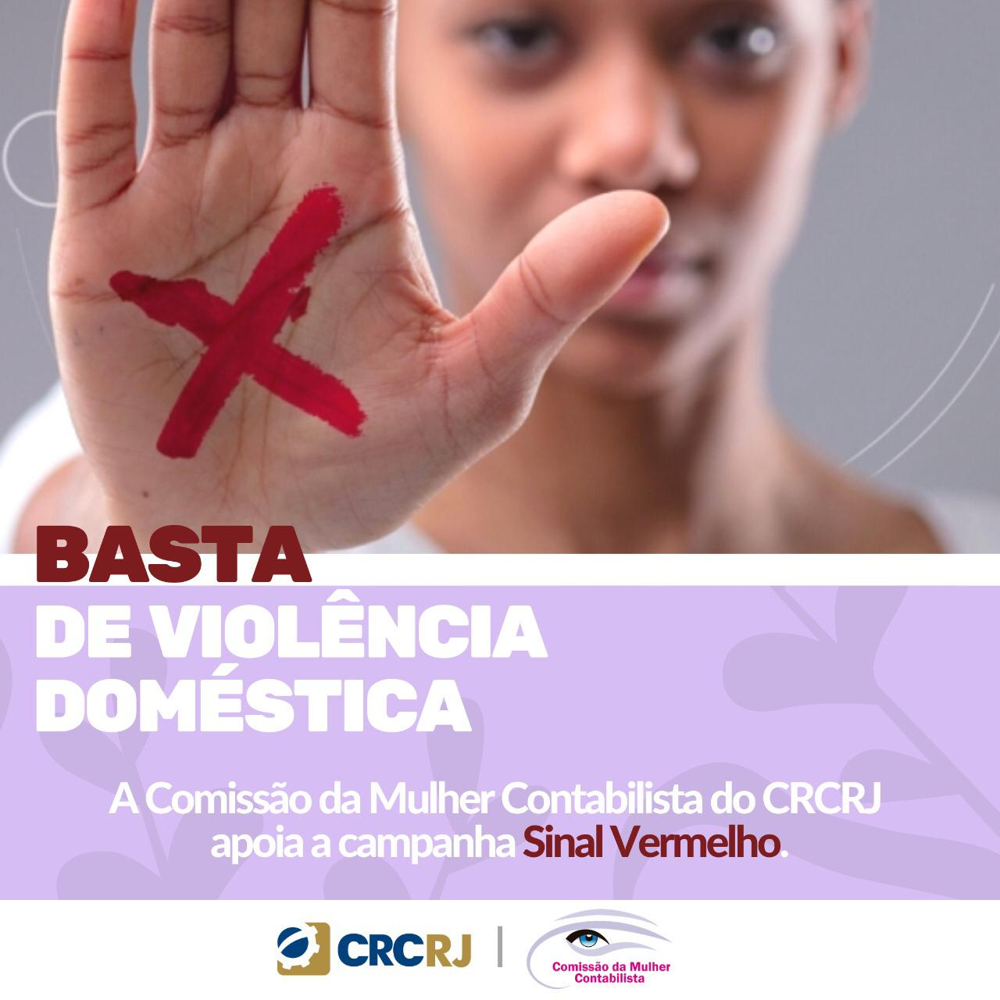 BASTA
DE VIOLÊNCIA
DOMÉSTICA
A Comissão da Mulher Contabilista do CRCRJ
apoia a campanha Sinal Vermelho.
CRCRJ
Comissão da Mulher
Contabilista